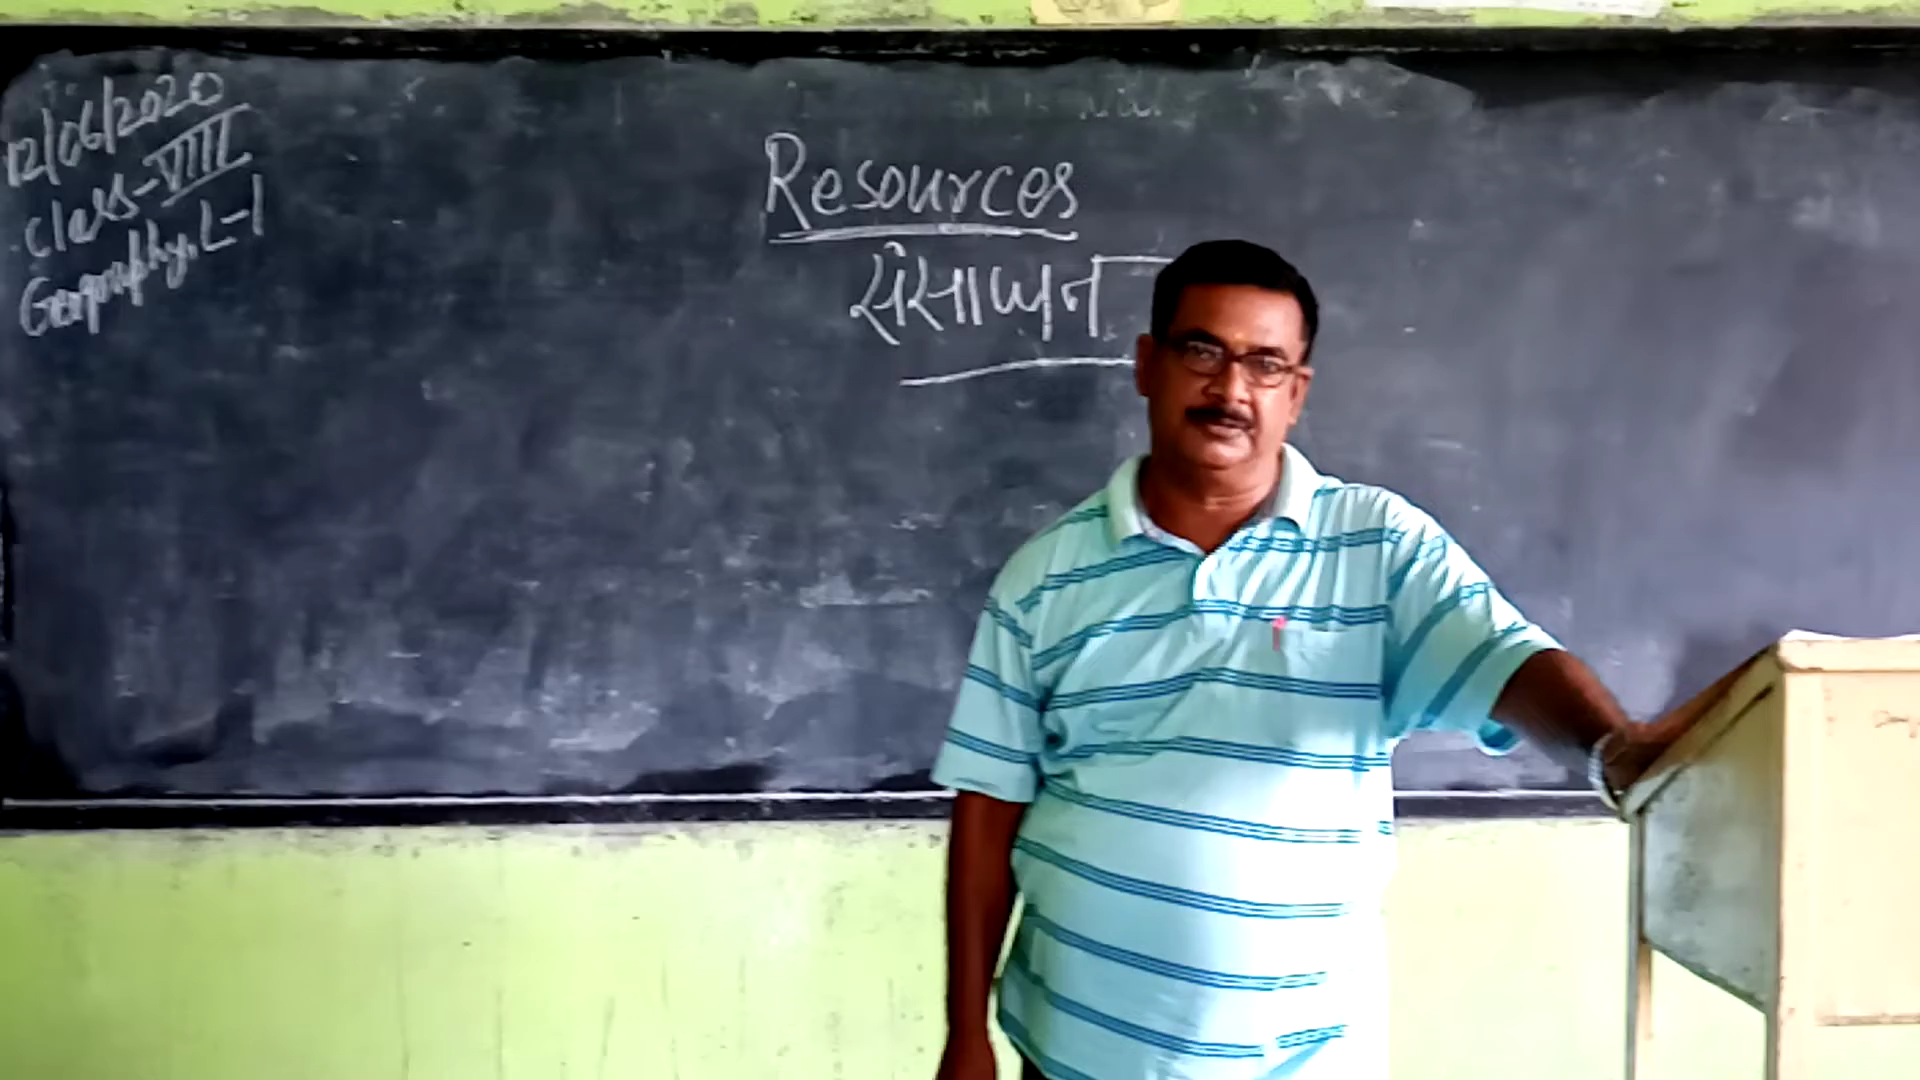 12/06/2020
Class-VIII
Geography, L-1
Resources
संसाधन